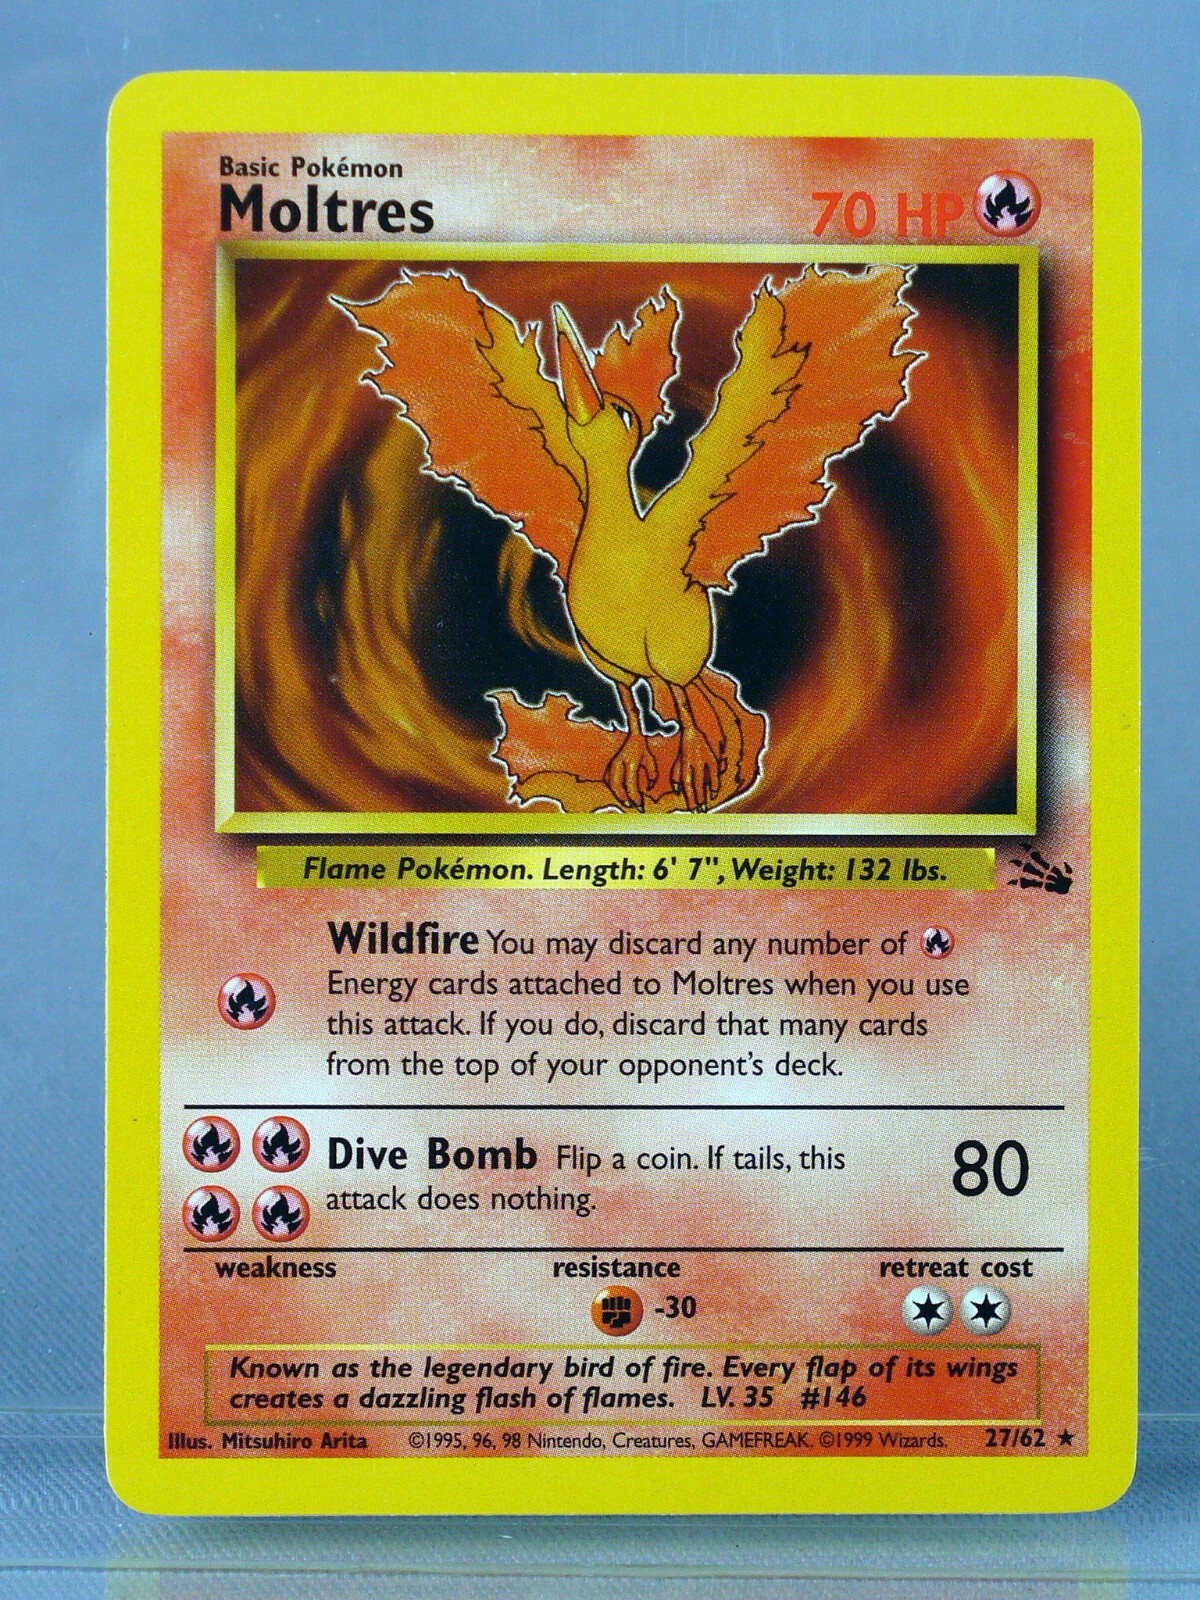 Basic Pokémon
Moltres
70 HP
Flame Pokémon. Length: 6' 7", Weight: 132 lbs.
Wildfire You may discard any number of
Energy cards attached to Moltres when you use
this attack. If you do, discard that many cards
from the top of your opponent's deck.
Dive Bomb Flip a coin. If tails, this
attack does nothing.
80
weakness resistance retreat cost
-30
Known as the legendary bird of fire. Every flap of its wings
creates a dazzling flash of flames. LV. 35 #146
Illus. Mitsuhiro Arita ©1995, 96, 98 Nintendo, Creatures, GAMEFREAK. ©1999 Wizards. 27/62 ★